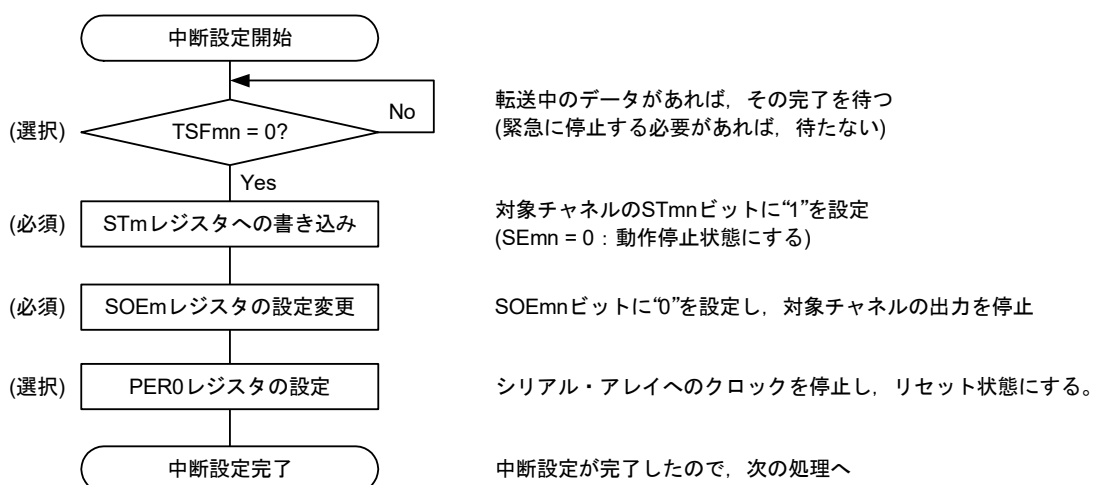 中断設定開始
No
(選択)
TSFmn = 0?
転送中のデータがあれば，その完了を待つ
(緊急に停止する必要があれば，待たない)
Yes
(必須)
STmレジスタへの書き込み
対象チャネルのSTmnビットに“1”を設定
(SEmn = 0：動作停止状態にする)
(必須)
SOEmレジスタの設定変更
SOEmnビットに“0”を設定し，対象チャネルの出力を停止
(選択)
PER0レジスタの設定
シリアル・アレイへのクロックを停止し，リセット状態にする。
中断設定完了
中断設定が完了したので，次の処理へ